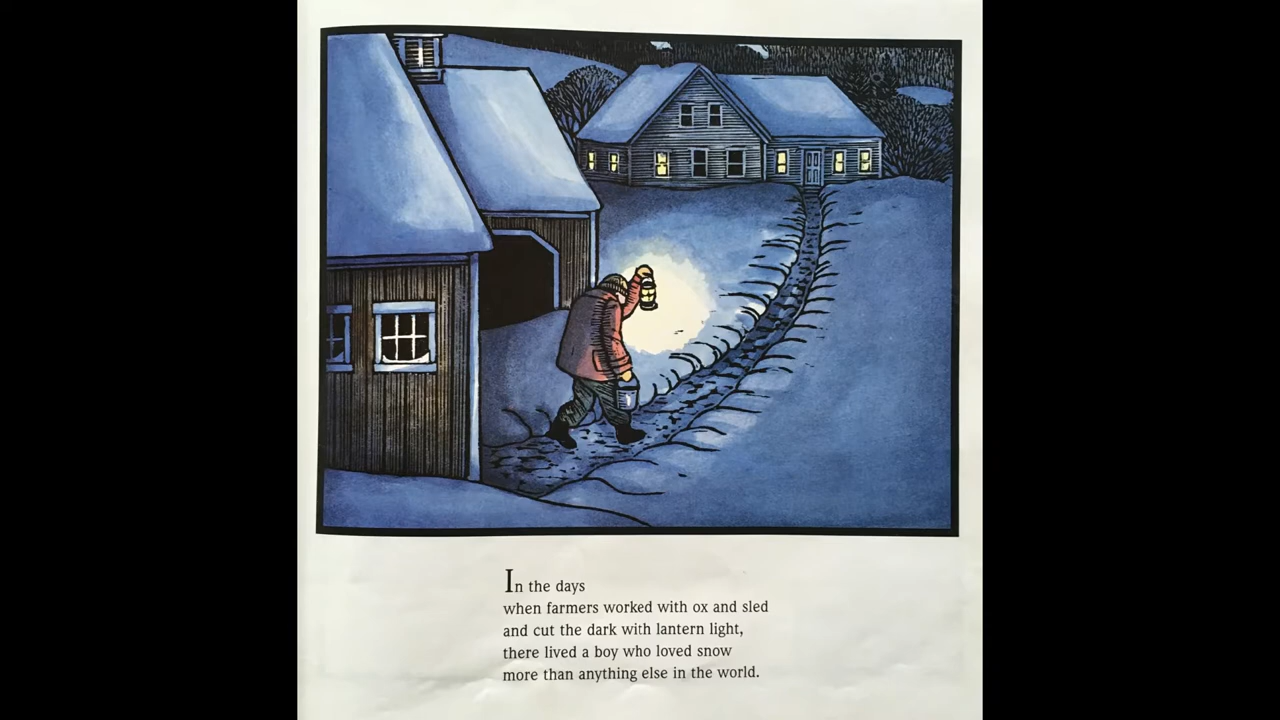 In the days
when farmers worked with ox and sled
and cut the dark with lantern light,
there lived a boy who loved snow
more than anything else in the world.